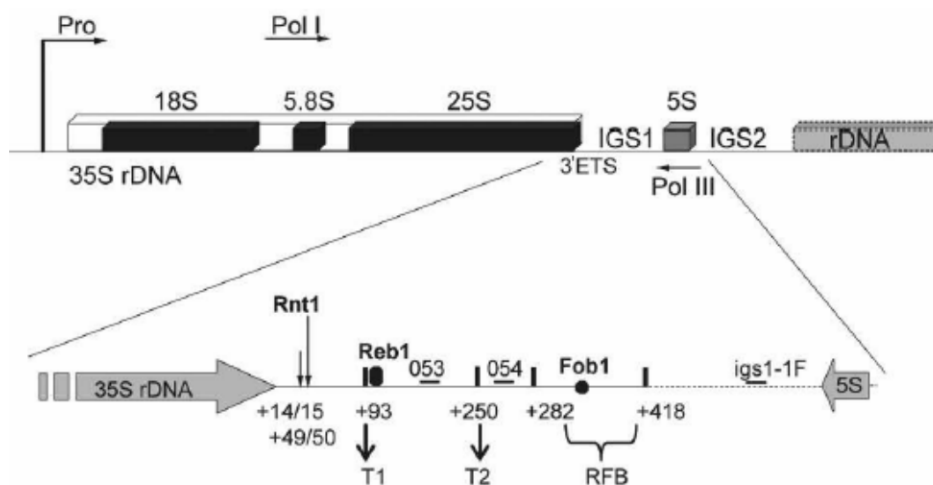 Pro
Pol I
18S
5.8S
25S
5S
IGS1
IGS2
rDNA
35S rDNA
3'ETS
Pol III
Rnt1
Reb1
053
054
Fob1
igs1-1F
35S rDNA
5S
+14/15
+93
+250
+282
+418
+49/50
T1
T2
RFB